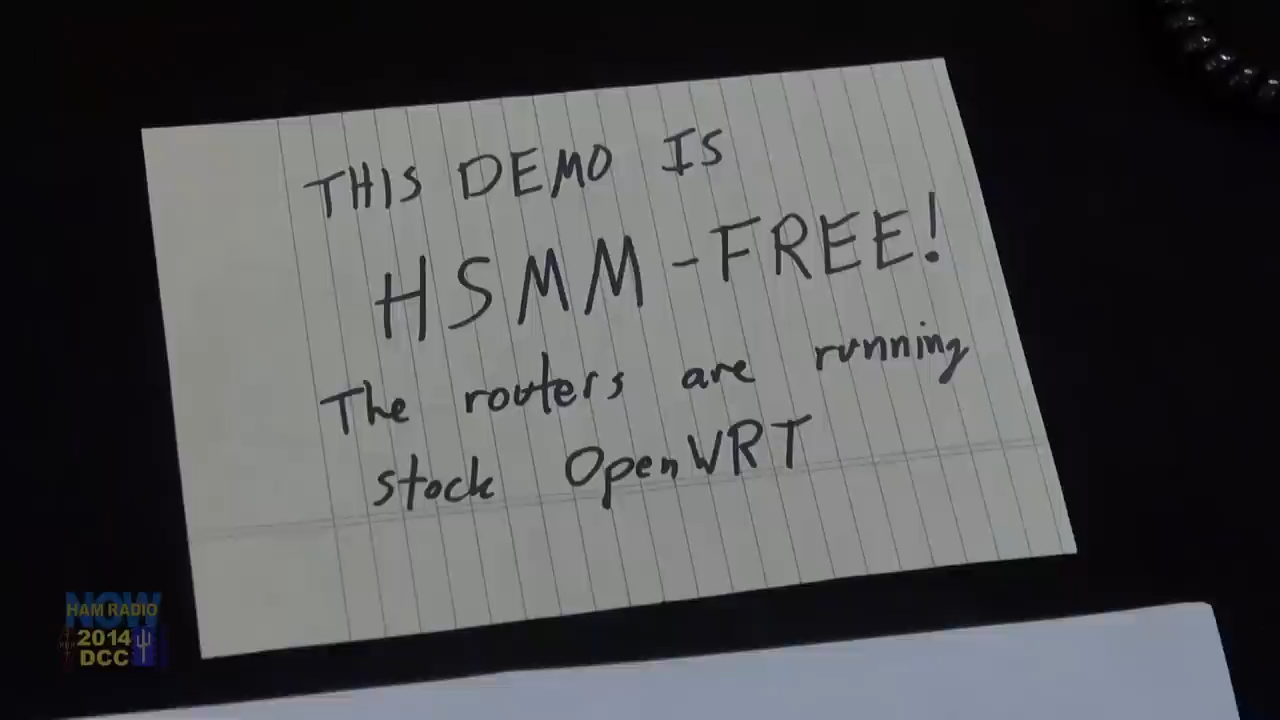 THIS DEMO IS
HSMM-FREE!
The routers are running
stock OpenWRT
NOW
HAM RADIO
2014
DCC